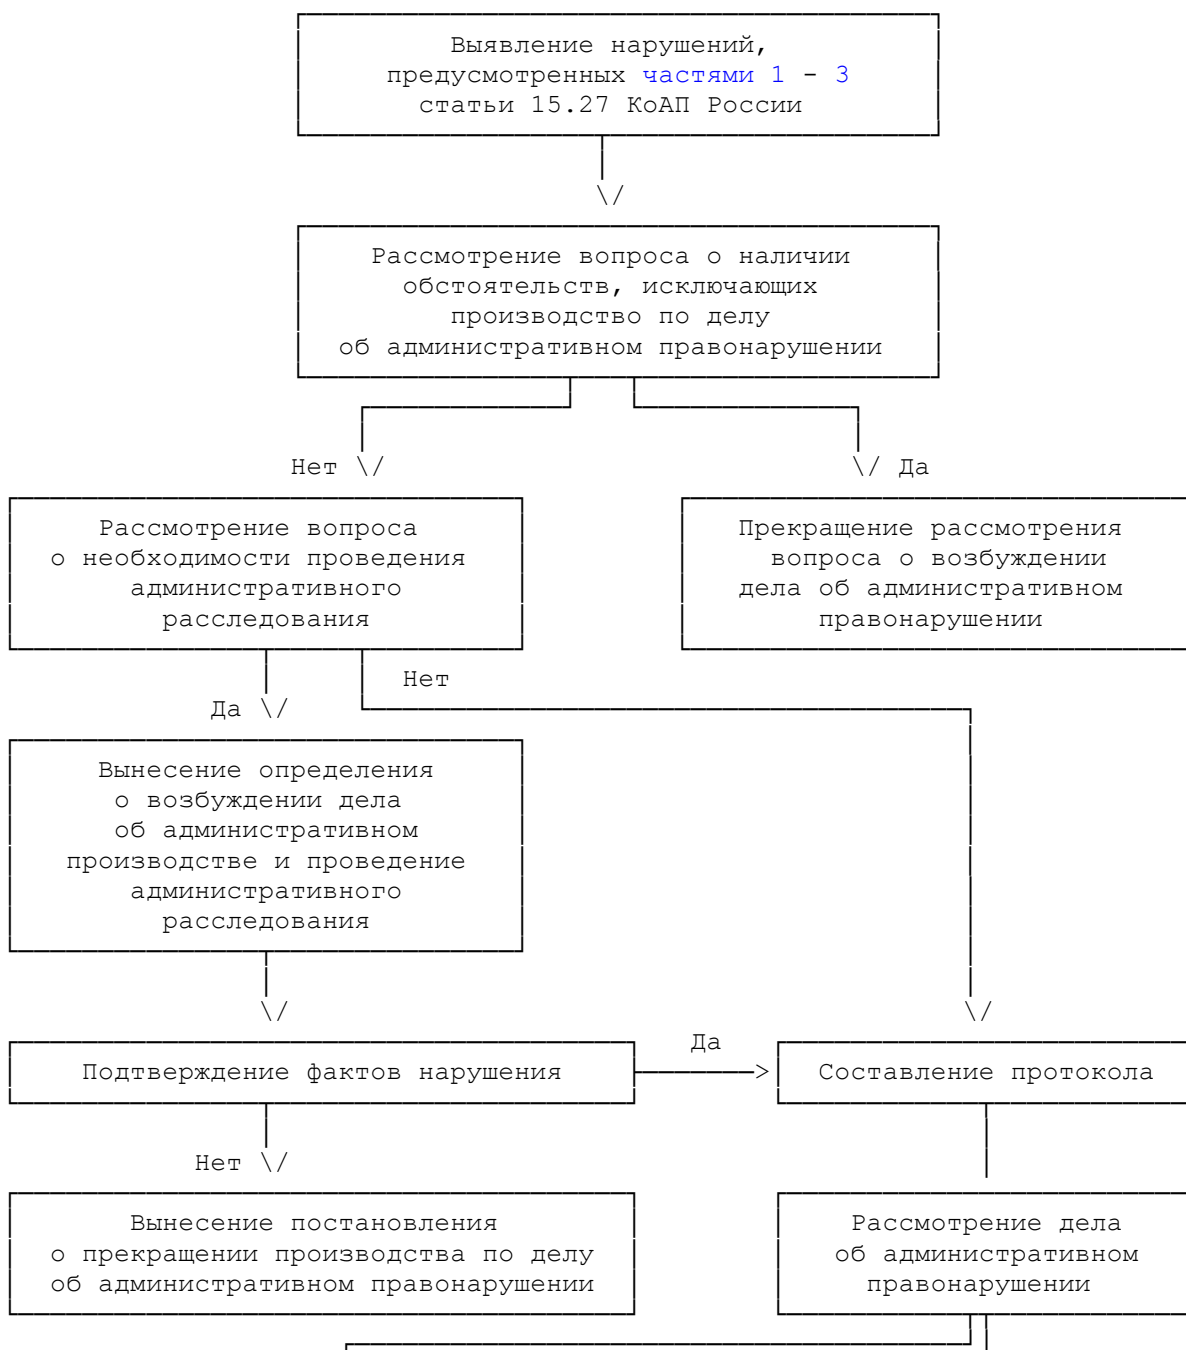 Выявление нарушений,
предусмотренных частями 1 - 3
статьи 15.27 КоАП России
\/
Рассмотрение вопроса о наличии
обстоятельств, исключающих
производство по делу
об административном правонарушении
Нет \/
\/ Да
Рассмотрение вопроса
о необходимости проведения
административного
расследования
Прекращение рассмотрения
вопроса о возбуждении
дела об административном
правонарушении
Нет
Да \/
Вынесение определения
о возбуждении дела
об административном
производстве и проведение
административного
расследования
\/
\/
Подтверждение фактов нарушения
Да
>
Составление протокола
Нет \/
Вынесение постановления
о прекращении производства по делу
об административном правонарушении
Рассмотрение дела
об административном
правонарушении